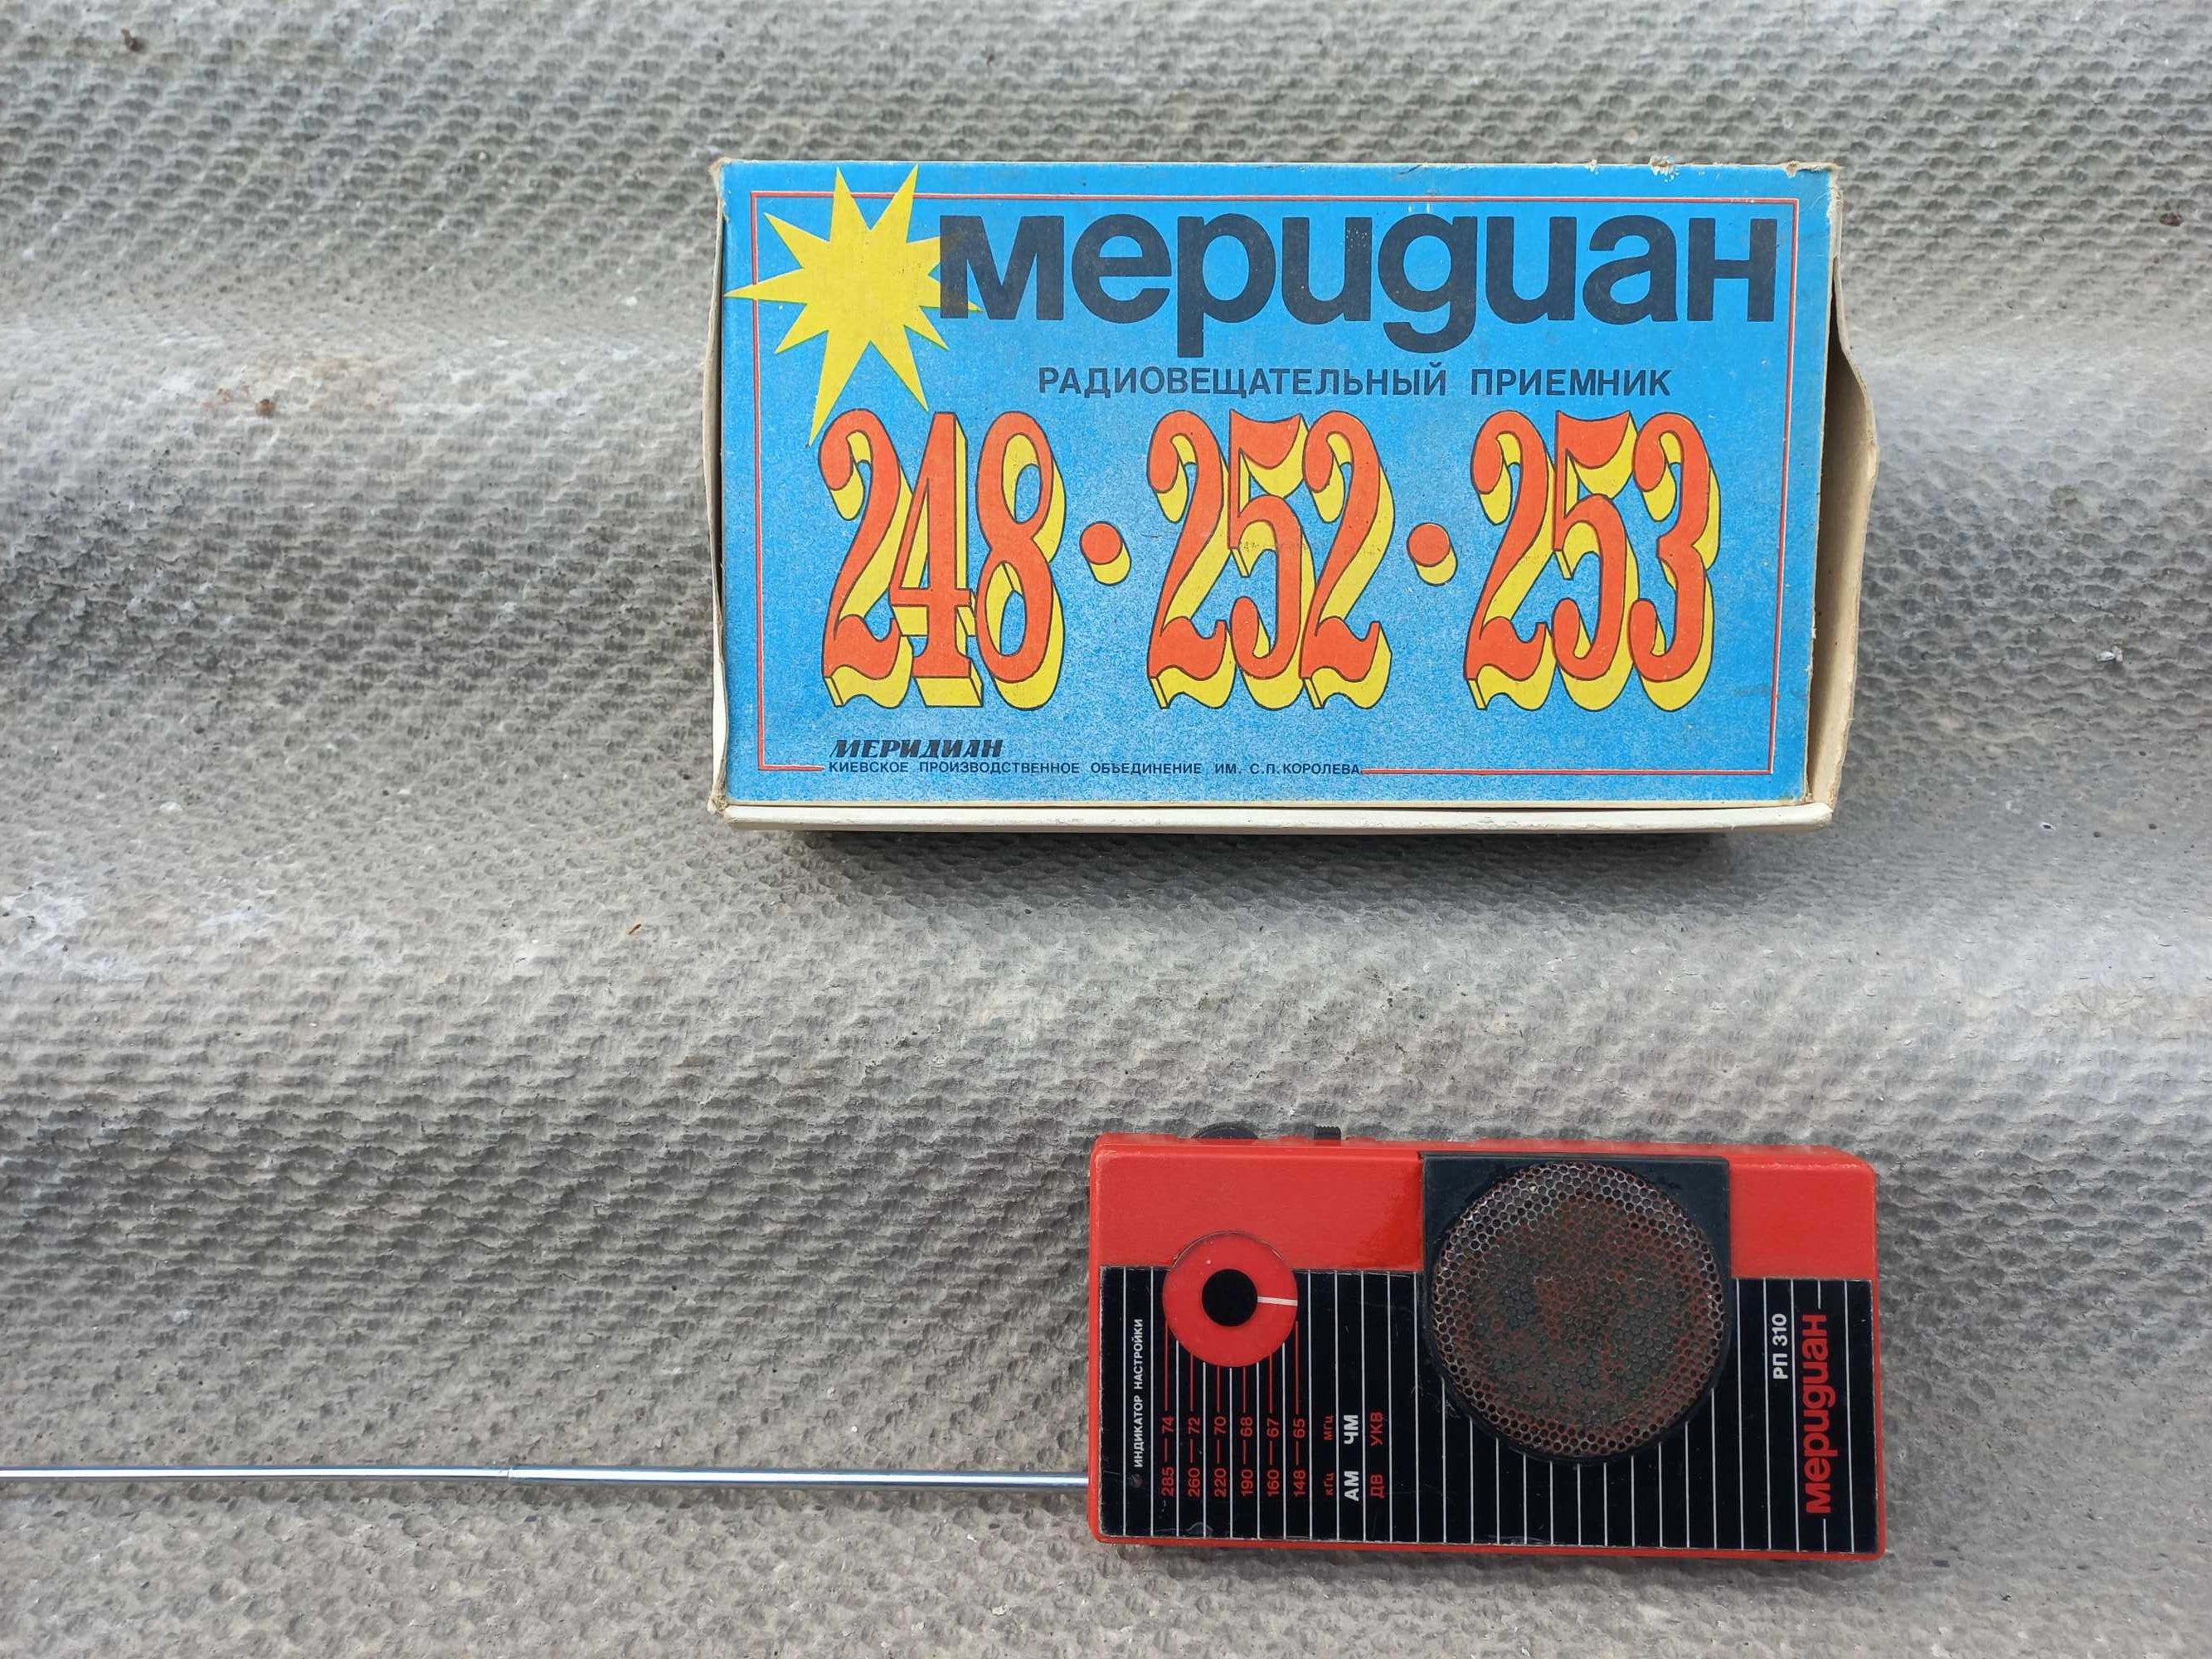 меридиан
РАДИОВЕЩАТЕЛЬНЫЙ ПРИЕМНИК
248 • 252 • 253
МЕРИДИАН
КИЕВСКОЕ ПРОИЗВОДСТВЕННОЕ ОБЪЕДИНЕНИЕ ИМ. С.П.КОРОЛЕВА
ИНДИКАТОР НАСТРОЙКИ
285 — 74
260 — 72
220 — 70
190 — 68
160 — 67
148 — 65
кГц мгц
АМ ЧМ
ДВ УКВ
РП 310
меридиан